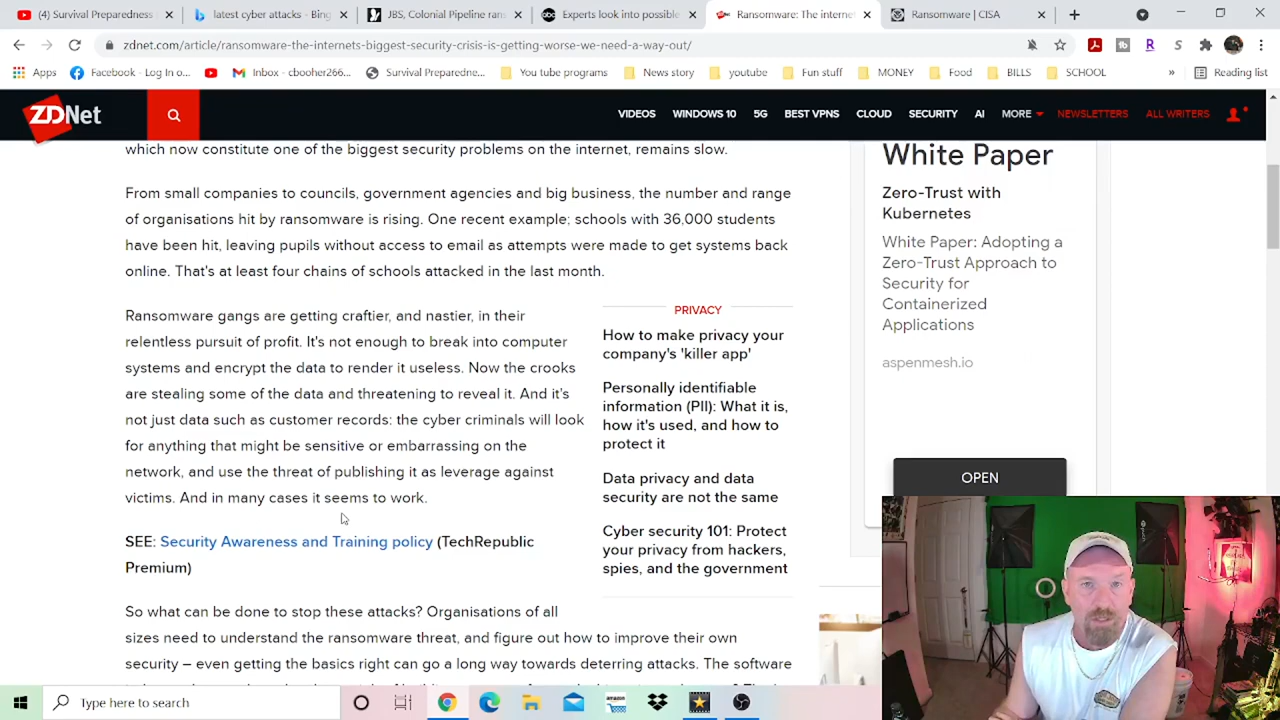 (4) Survival Preparedness
latest cyber attacks - Bing
JBS, Colonial Pipeline rans
Experts look into possible
Ransomware: The internet
Ransomware | CISA
zdnet.com/article/ransomware-the-internets-biggest-security-crisis-is-getting-worse-we-need-a-way-out/
Apps
Facebook - Log In o...
Inbox - cbooher266...
Survival Preparedne...
You tube programs
News story
youtube
Fun stuff
MONEY
Food
BILLS
SCHOOL
»
Reading list
ZDNet
VIDEOS
WINDOWS 10
5G
BEST VPNS
CLOUD
SECURITY
AI
MORE
NEWSLETTERS
ALL WRITERS
which now constitute one of the biggest security problems on the internet, remains slow.
From small companies to councils, government agencies and big business, the number and range
of organisations hit by ransomware is rising. One recent example; schools with 36,000 students
have been hit, leaving pupils without access to email as attempts were made to get systems back
online. That's at least four chains of schools attacked in the last month.
Ransomware gangs are getting craftier, and nastier, in their
relentless pursuit of profit. It's not enough to break into computer
systems and encrypt the data to render it useless. Now the crooks
are stealing some of the data and threatening to reveal it. And it's
not just data such as customer records: the cyber criminals will look
for anything that might be sensitive or embarrassing on the
network, and use the threat of publishing it as leverage against
victims. And in many cases it seems to work.
SEE: Security Awareness and Training policy (TechRepublic
Premium)
So what can be done to stop these attacks? Organisations of all
sizes need to understand the ransomware threat, and figure out how to improve their own
security – even getting the basics right can go a long way towards deterring attacks. The software
PRIVACY
How to make privacy your
company's 'killer app'
Personally identifiable
information (PII): What it is,
how it's used, and how to
protect it
Data privacy and data
security are not the same
Cyber security 101: Protect
your privacy from hackers,
spies, and the government
White Paper
Zero-Trust with
Kubernetes
White Paper: Adopting a
Zero-Trust Approach to
Security for
Containerized
Applications
aspenmesh.io
OPEN
Type here to search